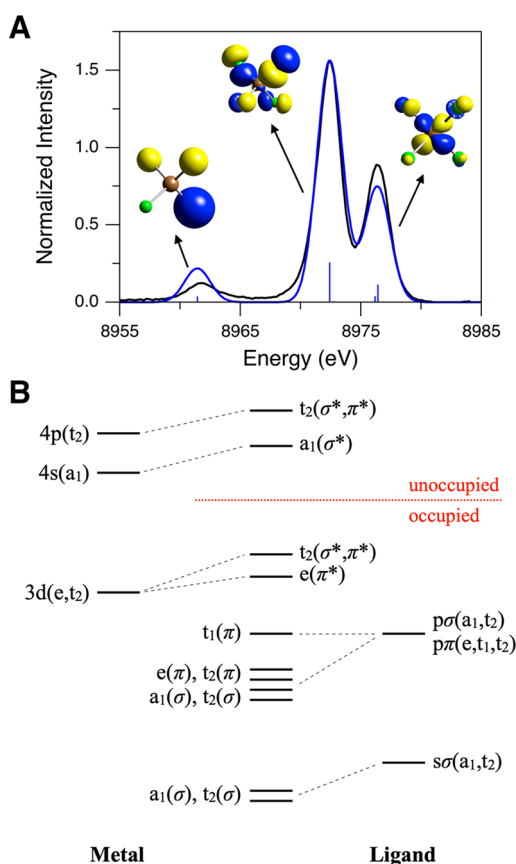 A
Normalized Intensity
1.5
1.0
0.5
0.0
8955 8965 8975 8985
Energy (eV)
B
t₂(σ*,π*)
4p(t₂)
a₁(σ*)
4s(a₁)
unoccupied
occupied
t₂(σ*,π*)
e(π*)
3d(e,t₂)
t₁(π)
pσ(a₁,t₂)
pπ(e,t₁,t₂)
e(π), t₂(π)
a₁(σ), t₂(σ)
sσ(a₁,t₂)
a₁(σ), t₂(σ)
Metal Ligand